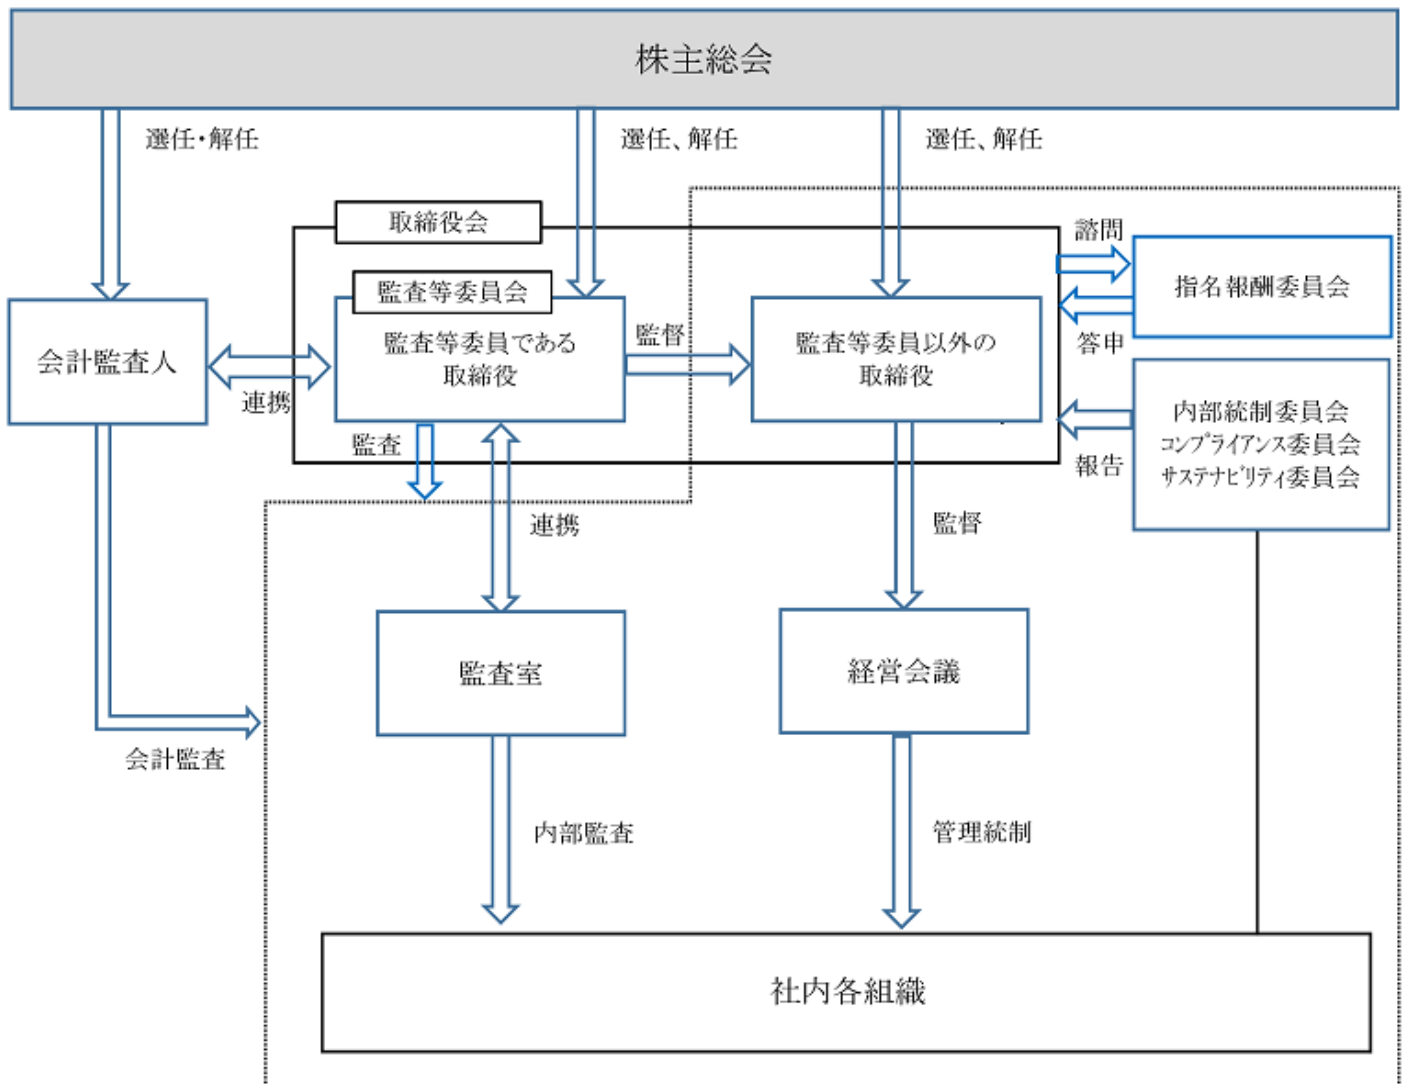 株主総会
選任・解任
選任、解任
選任、解任
取締役会
諮問
監査等委員会
指名報酬委員会
会計監査人
監査等委員である
取締役
監督
監査等委員以外の
取締役
答申
連携
監査
内部統制委員会
コンプライアンス委員会
サステナビリティ委員会
報告
連携
監督
監査室
経営会議
会計監査
内部監査
管理統制
社内各組織